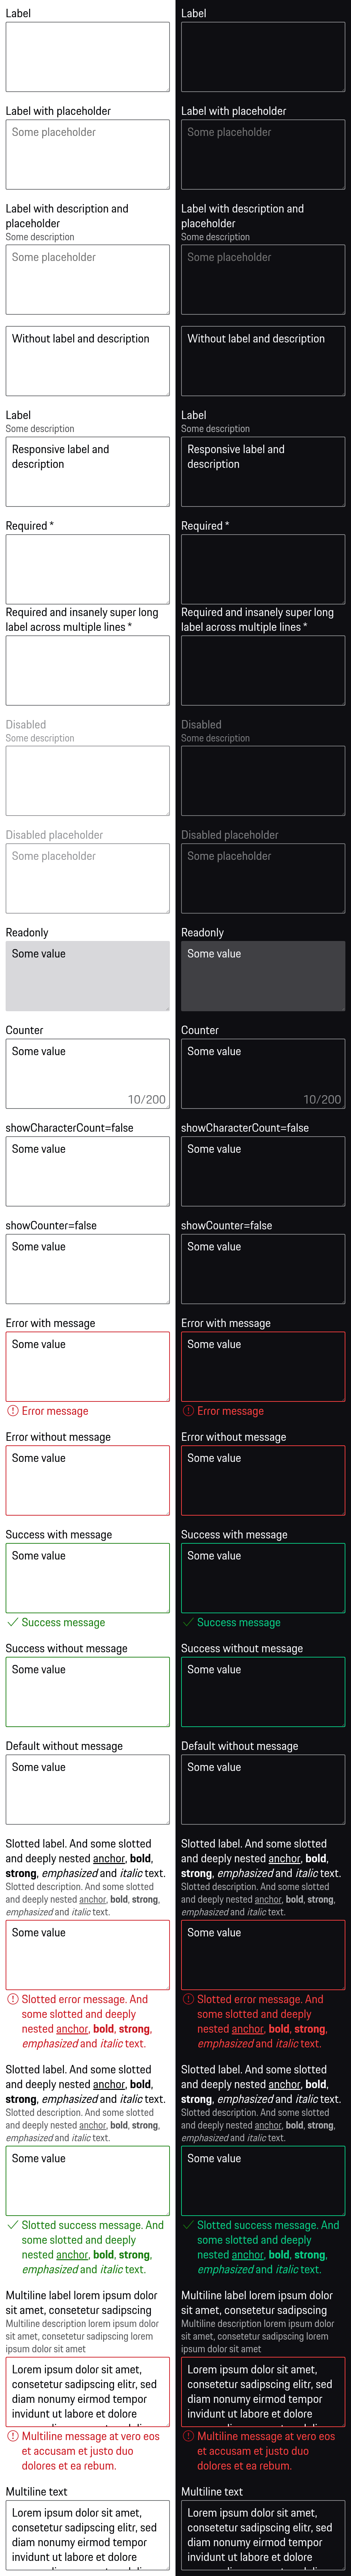 Label
Label with placeholder
Some placeholder
Label with description and
placeholder
Some description
Some placeholder
Without label and description
Label
Some description
Responsive label and
description
Required *
Required and insanely super long
label across multiple lines *
Disabled
Some description
Disabled placeholder
Some placeholder
Readonly
Some value
Counter
Some value
10/200
showCharacterCount=false
Some value
showCounter=false
Some value
Error with message
Some value
Error message
Error without message
Some value
Success with message
Some value
Success message
Success without message
Some value
Default without message
Some value
Slotted label. And some slotted
and deeply nested anchor, bold,
strong, emphasized and italic text.
Slotted description. And some slotted
and deeply nested anchor, bold, strong,
emphasized and italic text.
Some value
Slotted error message. And
some slotted and deeply
nested anchor, bold, strong,
emphasized and italic text.
Slotted label. And some slotted
and deeply nested anchor, bold,
strong, emphasized and italic text.
Slotted description. And some slotted
and deeply nested anchor, bold, strong,
emphasized and italic text.
Some value
Slotted success message. And
some slotted and deeply
nested anchor, bold, strong,
emphasized and italic text.
Multiline label lorem ipsum dolor
sit amet, consetetur sadipscing
Multiline description lorem ipsum dolor
sit amet, consetetur sadipscing lorem
ipsum dolor sit amet
Lorem ipsum dolor sit amet,
consetetur sadipscing elitr, sed
diam nonumy eirmod tempor
invidunt ut labore et dolore
Multiline message at vero eos
et accusam et justo duo
dolores et ea rebum.
Multiline text
Lorem ipsum dolor sit amet,
consetetur sadipscing elitr, sed
diam nonumy eirmod tempor
invidunt ut labore et dolore
Label
Label with placeholder
Some placeholder
Label with description and
placeholder
Some description
Some placeholder
Without label and description
Label
Some description
Responsive label and
description
Required *
Required and insanely super long
label across multiple lines *
Disabled
Some description
Disabled placeholder
Some placeholder
Readonly
Some value
Counter
Some value
10/200
showCharacterCount=false
Some value
showCounter=false
Some value
Error with message
Some value
Error message
Error without message
Some value
Success with message
Some value
Success message
Success without message
Some value
Default without message
Some value
Slotted label. And some slotted
and deeply nested anchor, bold,
strong, emphasized and italic text.
Slotted description. And some slotted
and deeply nested anchor, bold, strong,
emphasized and italic text.
Some value
Slotted error message. And
some slotted and deeply
nested anchor, bold, strong,
emphasized and italic text.
Slotted label. And some slotted
and deeply nested anchor, bold,
strong, emphasized and italic text.
Slotted description. And some slotted
and deeply nested anchor, bold, strong,
emphasized and italic text.
Some value
Slotted success message. And
some slotted and deeply
nested anchor, bold, strong,
emphasized and italic text.
Multiline label lorem ipsum dolor
sit amet, consetetur sadipscing
Multiline description lorem ipsum dolor
sit amet, consetetur sadipscing lorem
ipsum dolor sit amet
Lorem ipsum dolor sit amet,
consetetur sadipscing elitr, sed
diam nonumy eirmod tempor
invidunt ut labore et dolore
Multiline message at vero eos
et accusam et justo duo
dolores et ea rebum.
Multiline text
Lorem ipsum dolor sit amet,
consetetur sadipscing elitr, sed
diam nonumy eirmod tempor
invidunt ut labore et dolore